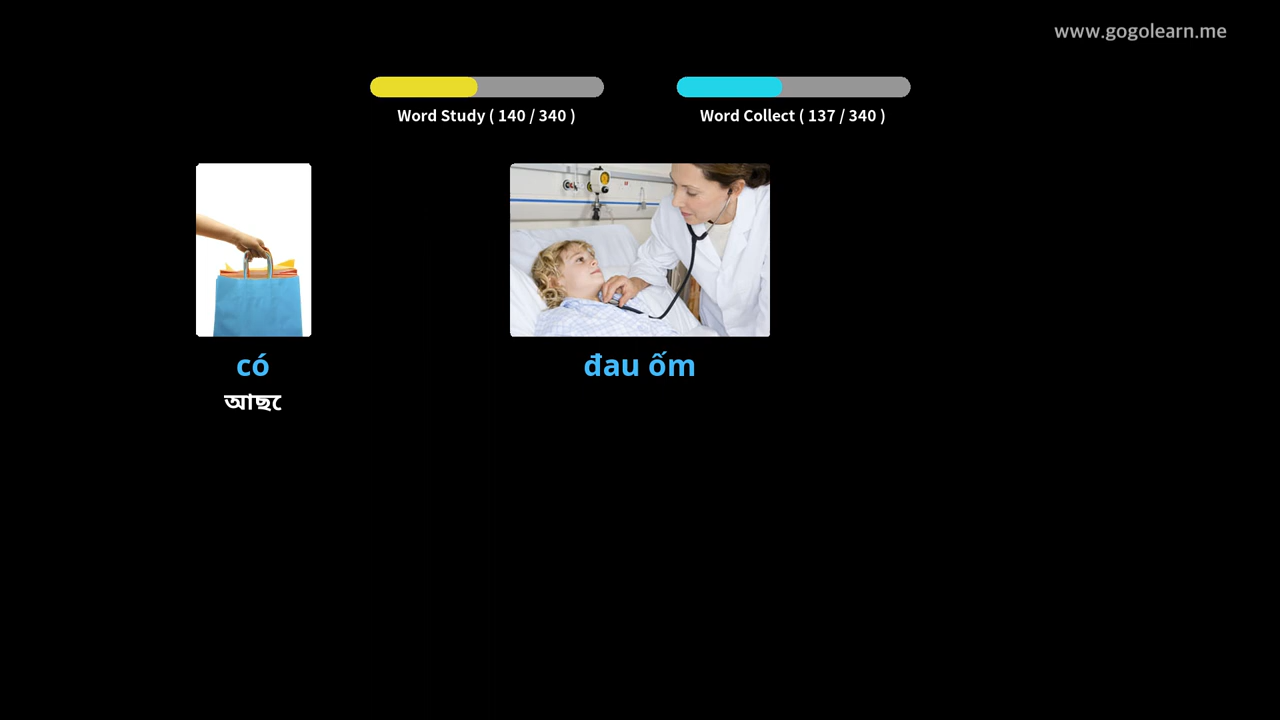 www.gogolearn.me
Word Study ( 140 / 340 )
Word Collect ( 137 / 340 )
có
đau ốm
আছে